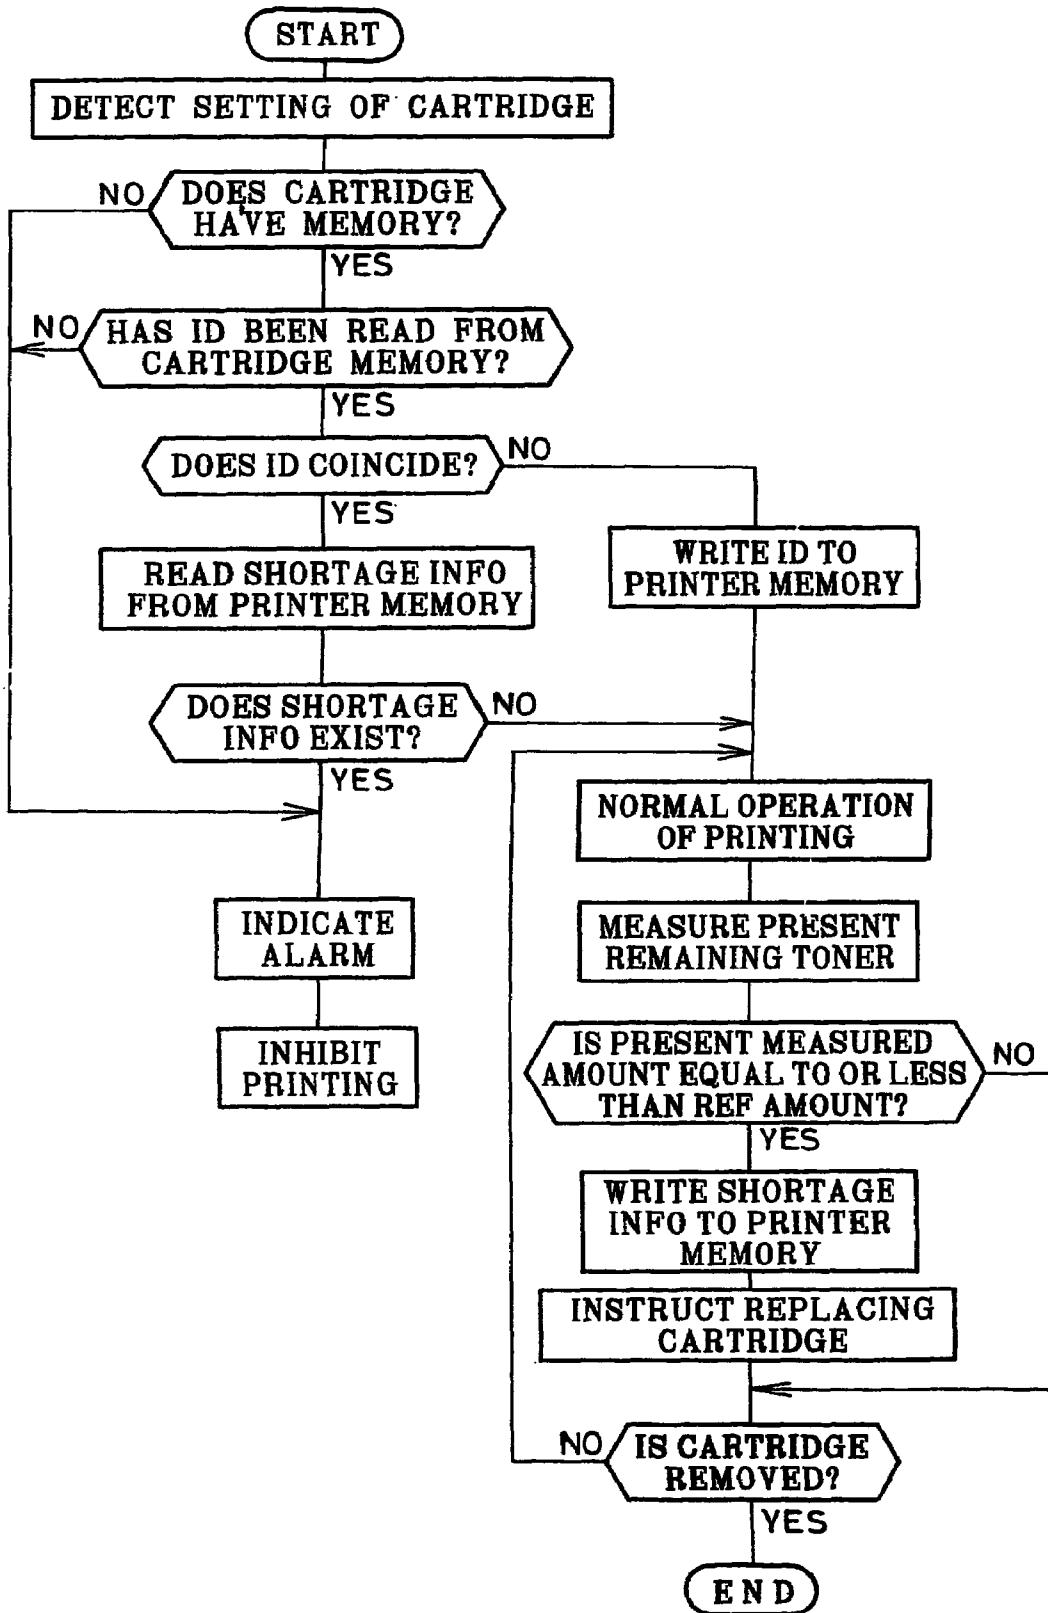 START
DETECT SETTING OF CARTRIDGE
NO
DOES CARTRIDGE
HAVE MEMORY?
YES
NO
HAS ID BEEN READ FROM
CARTRIDGE MEMORY?
YES
DOES ID COINCIDE?
NO
YES
READ SHORTAGE INFO
FROM PRINTER MEMORY
WRITE ID TO
PRINTER MEMORY
DOES SHORTAGE
INFO EXIST?
NO
YES
INDICATE
ALARM
INHIBIT
PRINTING
NORMAL OPERATION
OF PRINTING
MEASURE PRESENT
REMAINING TONER
IS PRESENT MEASURED
AMOUNT EQUAL TO OR LESS
THAN REF AMOUNT?
NO
YES
WRITE SHORTAGE
INFO TO PRINTER
MEMORY
INSTRUCT REPLACING
CARTRIDGE
NO
IS CARTRIDGE
REMOVED?
YES
END